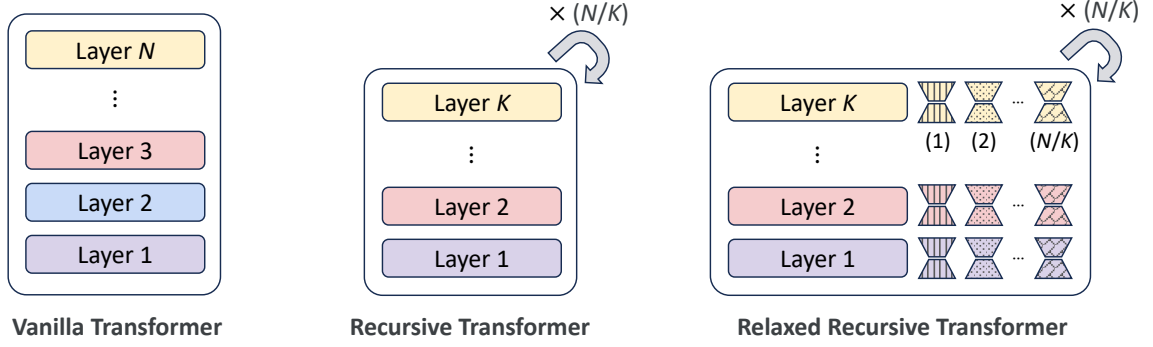 Layer N
⋮
Layer 3
Layer 2
Layer 1
Vanilla Transformer
× (N/K)
Layer K
⋮
Layer 2
Layer 1
Recursive Transformer
× (N/K)
Layer K ...
(1) (2) (N/K)
⋮
Layer 2 ...
Layer 1 ...
Relaxed Recursive Transformer